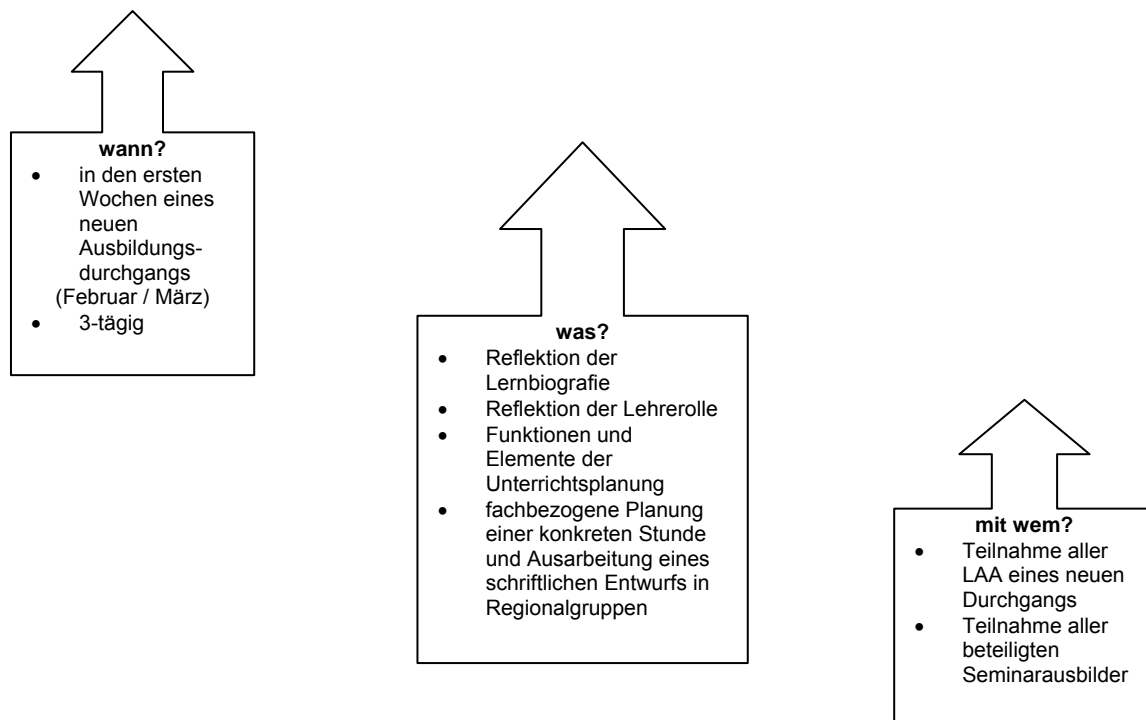 wann?
• in den ersten
Wochen eines
neuen
Ausbildungs-
durchgangs
(Februar / März)
• 3-tägig
was?
• Reflektion der
Lernbiografie
• Reflektion der Lehrerolle
• Funktionen und
Elemente der
Unterrichtsplanung
• fachbezogene Planung
einer konkreten Stunde
und Ausarbeitung eines
schriftlichen Entwurfs in
Regionalgruppen
mit wem?
• Teilnahme aller
LAA eines neuen
Durchgangs
• Teilnahme aller
beteiligten
Seminarausbilder